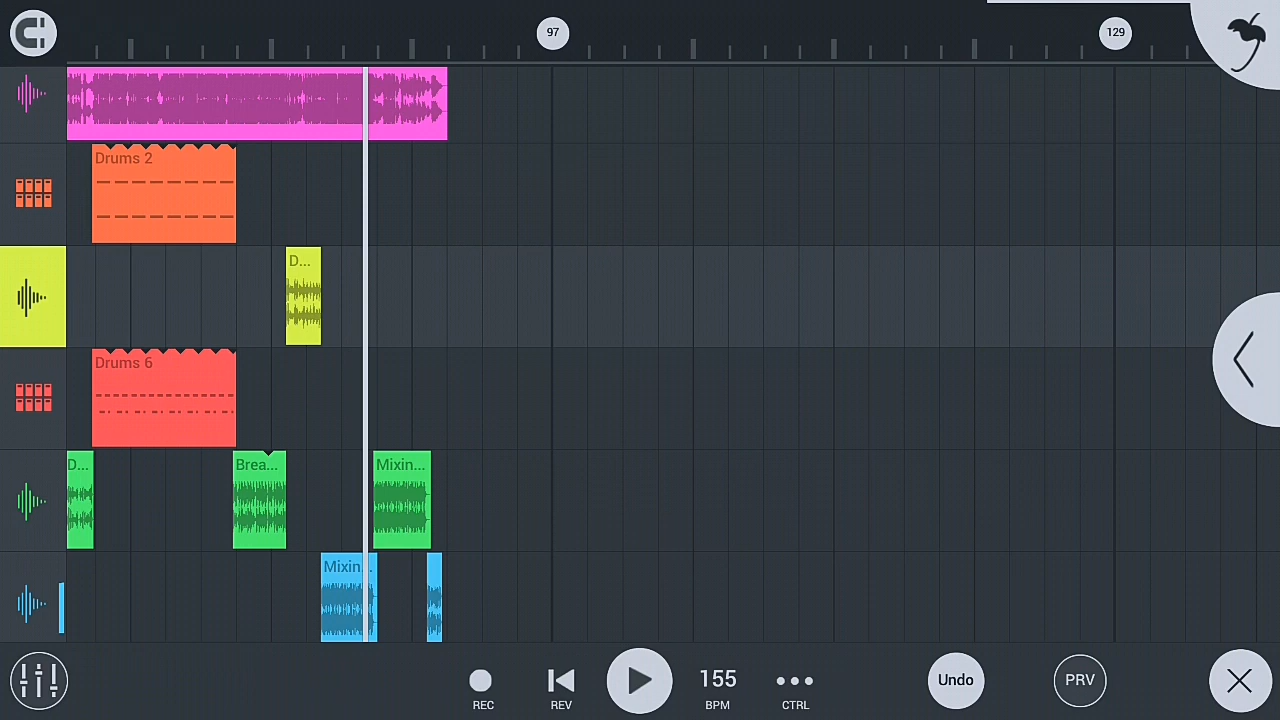 97
129
Drums 2
D...
Drums 6
D...
Brea...
Mixin...
Mixin...
REC
REV
155
BPM
CTRL
Undo
PRV